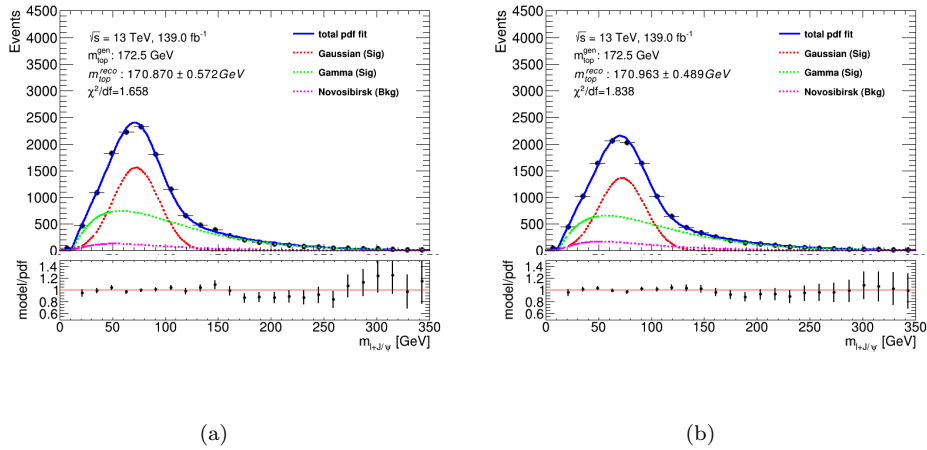 Events
4500
4000
3500
3000
2500
2000
1500
1000
500
0
√s = 13 TeV, 139.0 fb⁻¹
m_top^gen : 172.5 GeV
m_top^reco : 170.870 ± 0.572GeV
χ²/df=1.658
total pdf fit
Gaussian (Sig)
Gamma (Sig)
Novosibirsk (Bkg)
model/pdf
1.4
1.2
1
0.8
0.6
0 50 100 150 200 250 300 350
m_l+J/ψ [GeV]
(a)
Events
4500
4000
3500
3000
2500
2000
1500
1000
500
0
√s = 13 TeV, 139.0 fb⁻¹
m_top^gen : 172.5 GeV
m_top^reco : 170.963 ± 0.489GeV
χ²/df=1.838
total pdf fit
Gaussian (Sig)
Gamma (Sig)
Novosibirsk (Bkg)
model/pdf
1.4
1.2
1
0.8
0.6
0 50 100 150 200 250 300 350
m_l+J/ψ [GeV]
(b)